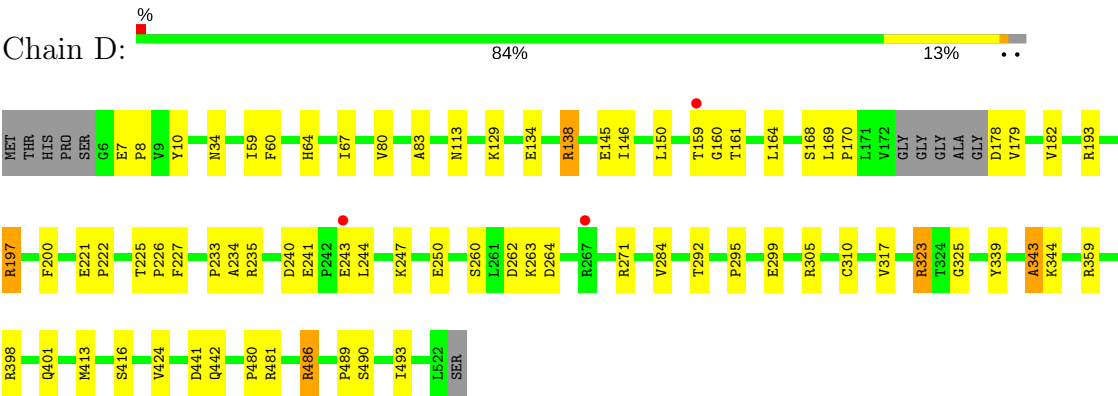 %
Chain D:
84% 13% • •
MET THR HIS PRO SER G6 E7 P8 V9 Y10 N34 I59 F60 H64 I67 V80 A83 N113 K129 E134 R138 E145 I146 L150 T159 G160 T161 L164 S168 L169 P170 L171 V172 GLY GLY GLY ALA GLY D178 V179 V182 R193
R197 F200 E221 P222 T225 P226 F227 P233 A234 R235 D240 E241 P242 E243 L244 K247 E250 S260 L261 D262 K263 D264 R267 R271 V284 T292 P295 E299 R305 C310 V317 R323 T324 G325 Y339 A343 K344 R359
R398 Q401 M413 S416 V424 D441 Q442 P480 R481 R486 P489 S490 I493 L522 SER